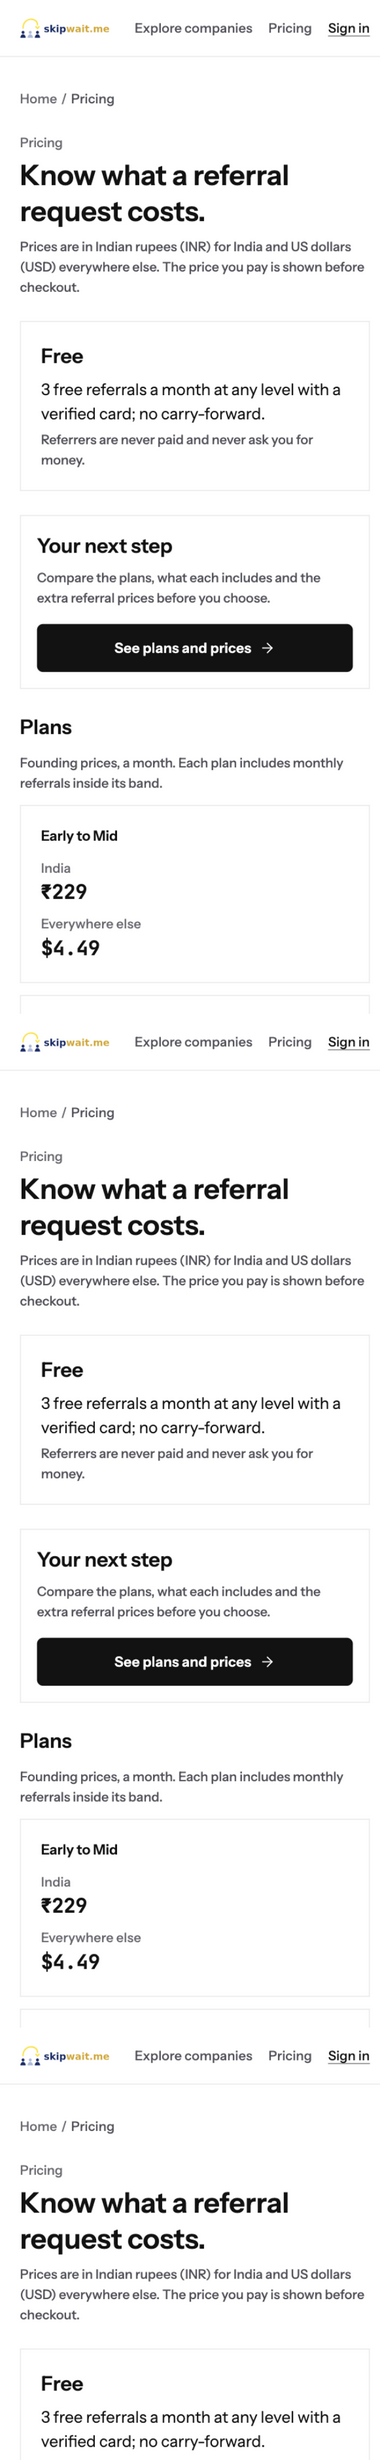 skipwait.me Explore companies Pricing Sign in
Home / Pricing
Pricing
Know what a referral
request costs.
Prices are in Indian rupees (INR) for India and US dollars
(USD) everywhere else. The price you pay is shown before
checkout.
Free
3 free referrals a month at any level with a
verified card; no carry-forward.
Referrers are never paid and never ask you for
money.
Your next step
Compare the plans, what each includes and the
extra referral prices before you choose.
See plans and prices →
Plans
Founding prices, a month. Each plan includes monthly
referrals inside its band.
Early to Mid
India
₹229
Everywhere else
$4.49
skipwait.me Explore companies Pricing Sign in
Home / Pricing
Pricing
Know what a referral
request costs.
Prices are in Indian rupees (INR) for India and US dollars
(USD) everywhere else. The price you pay is shown before
checkout.
Free
3 free referrals a month at any level with a
verified card; no carry-forward.
Referrers are never paid and never ask you for
money.
Your next step
Compare the plans, what each includes and the
extra referral prices before you choose.
See plans and prices →
Plans
Founding prices, a month. Each plan includes monthly
referrals inside its band.
Early to Mid
India
₹229
Everywhere else
$4.49
skipwait.me Explore companies Pricing Sign in
Home / Pricing
Pricing
Know what a referral
request costs.
Prices are in Indian rupees (INR) for India and US dollars
(USD) everywhere else. The price you pay is shown before
checkout.
Free
3 free referrals a month at any level with a
verified card; no carry-forward.